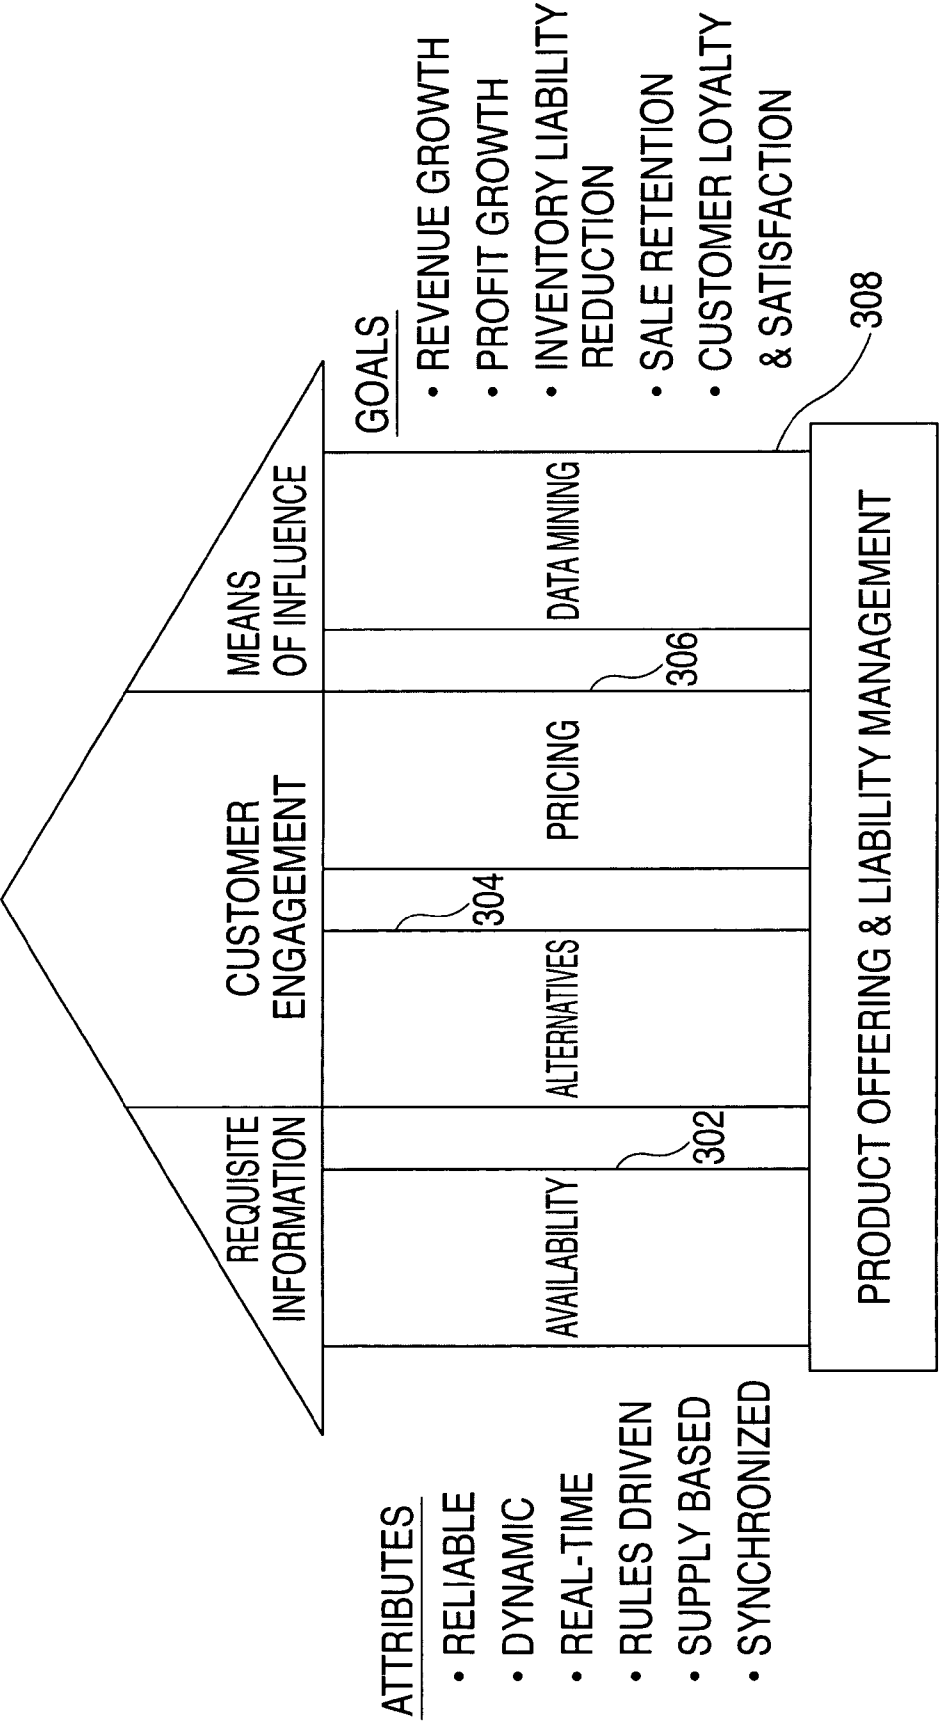 REQUISITE
INFORMATION
CUSTOMER
ENGAGEMENT
MEANS
OF INFLUENCE
ATTRIBUTES
• RELIABLE
• DYNAMIC
• REAL-TIME
• RULES DRIVEN
• SUPPLY BASED
• SYNCHRONIZED
AVAILABILITY
302
ALTERNATIVES
304
PRICING
306
DATA MINING
308
GOALS
• REVENUE GROWTH
• PROFIT GROWTH
• INVENTORY LIABILITY
REDUCTION
• SALE RETENTION
• CUSTOMER LOYALTY
& SATISFACTION
PRODUCT OFFERING & LIABILITY MANAGEMENT